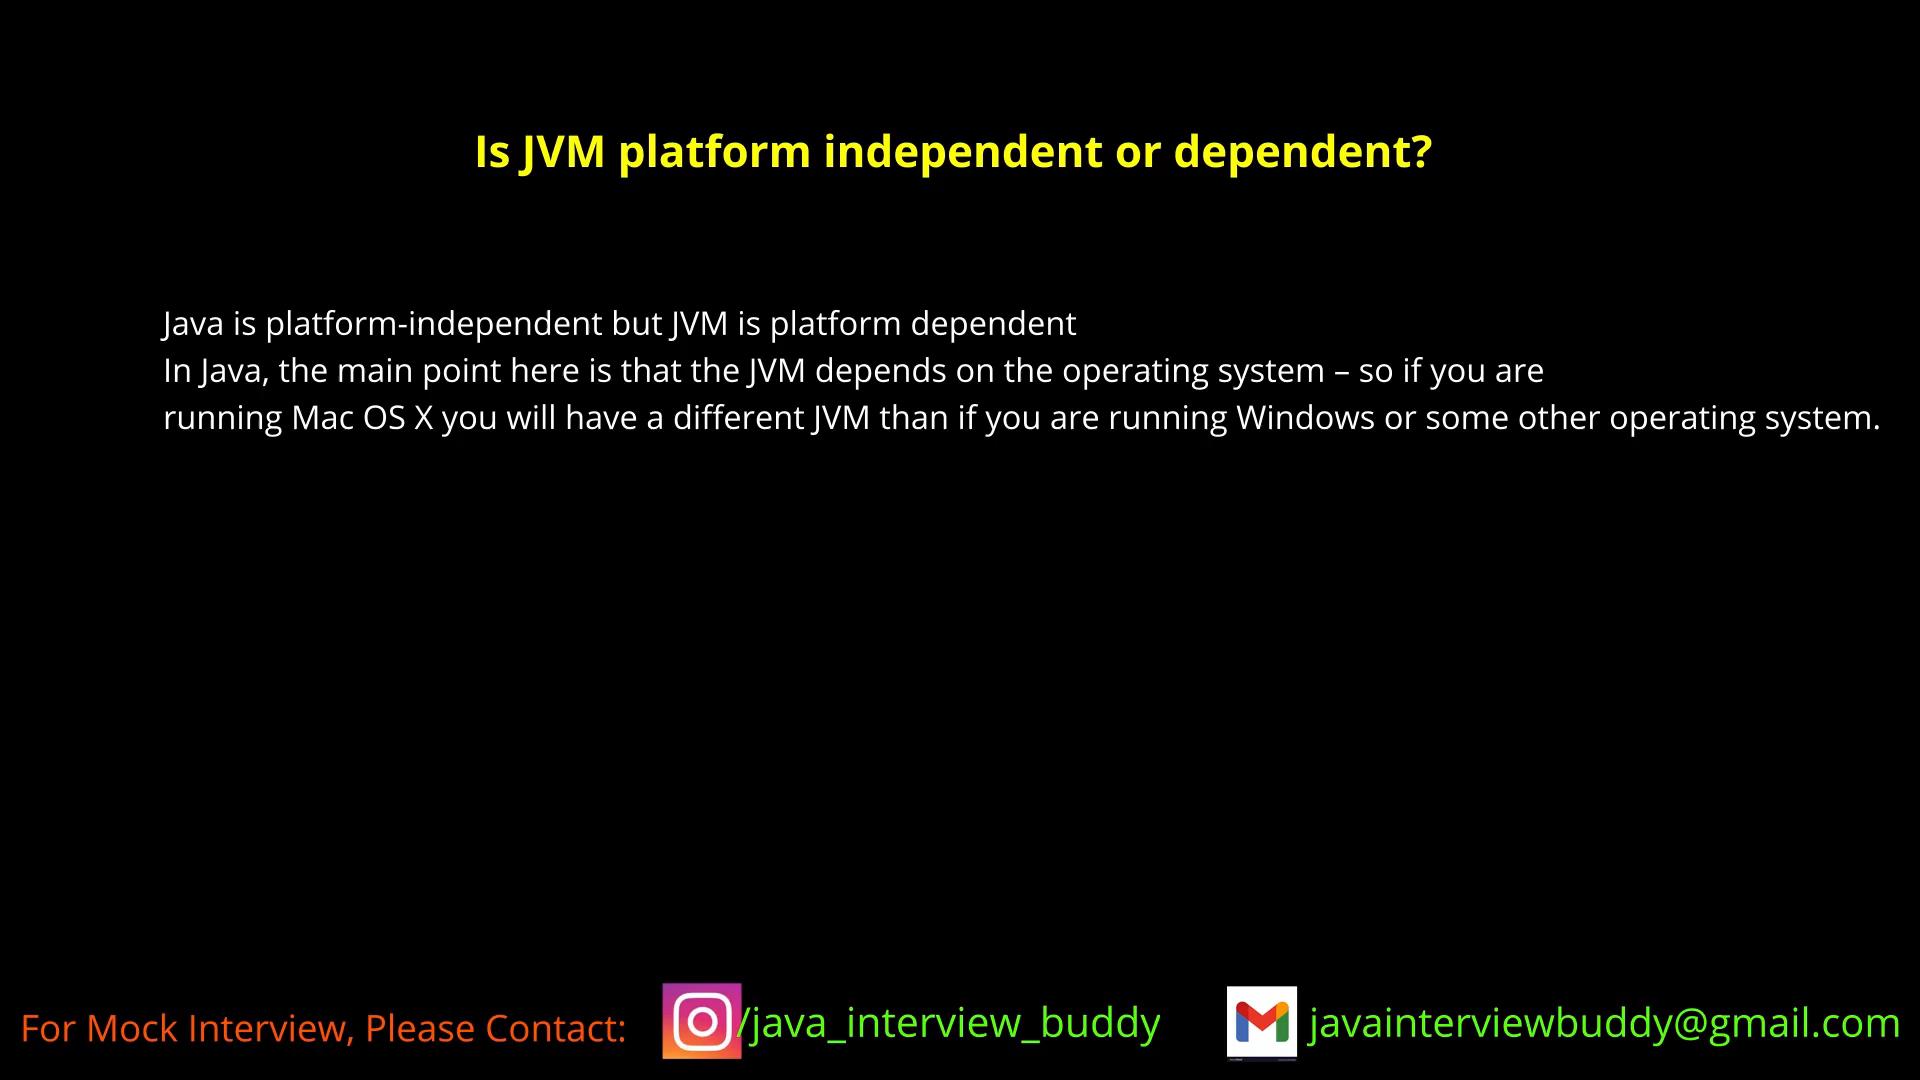 Is JVM platform independent or dependent?
Java is platform-independent but JVM is platform dependent
In Java, the main point here is that the JVM depends on the operating system – so if you are
running Mac OS X you will have a different JVM than if you are running Windows or some other operating system.
For Mock Interview, Please Contact: /java_interview_buddy javainterviewbuddy@gmail.com